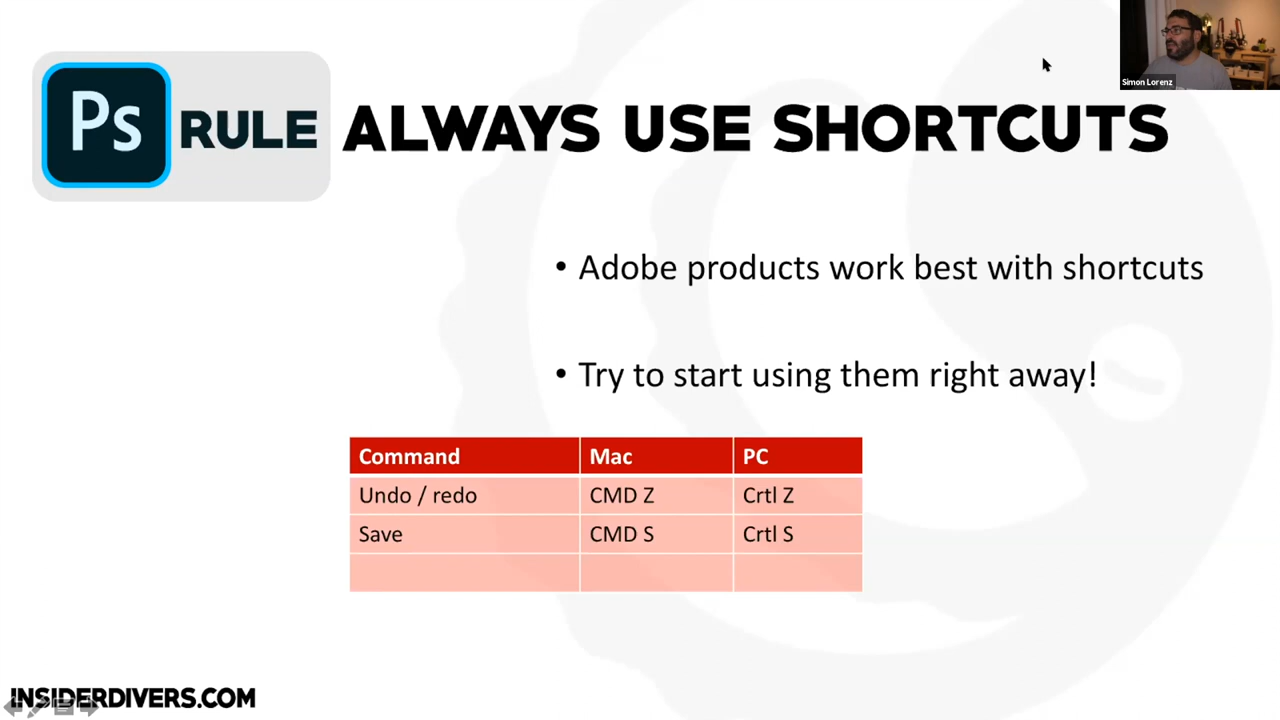 Simon Lorenz
Ps RULE ALWAYS USE SHORTCUTS
• Adobe products work best with shortcuts
• Try to start using them right away!
Command Mac PC
Undo / redo CMD Z Crtl Z
Save CMD S Crtl S
INSIDERDIVERS.COM